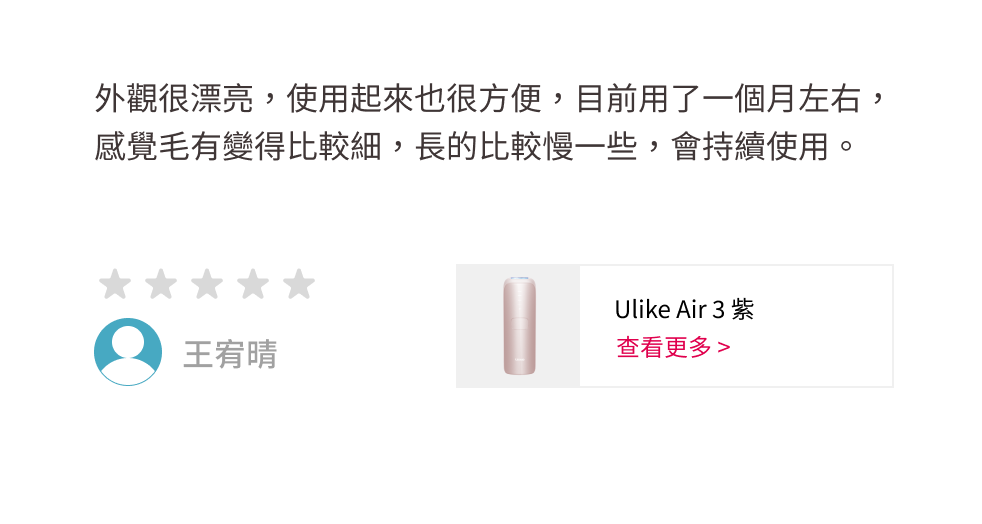 外觀很漂亮，使用起來也很方便，目前用了一個月左右，
感覺毛有變得比較細，長的比較慢一些，會持續使用。
王宥晴
Ulike Air 3 紫
查看更多 >